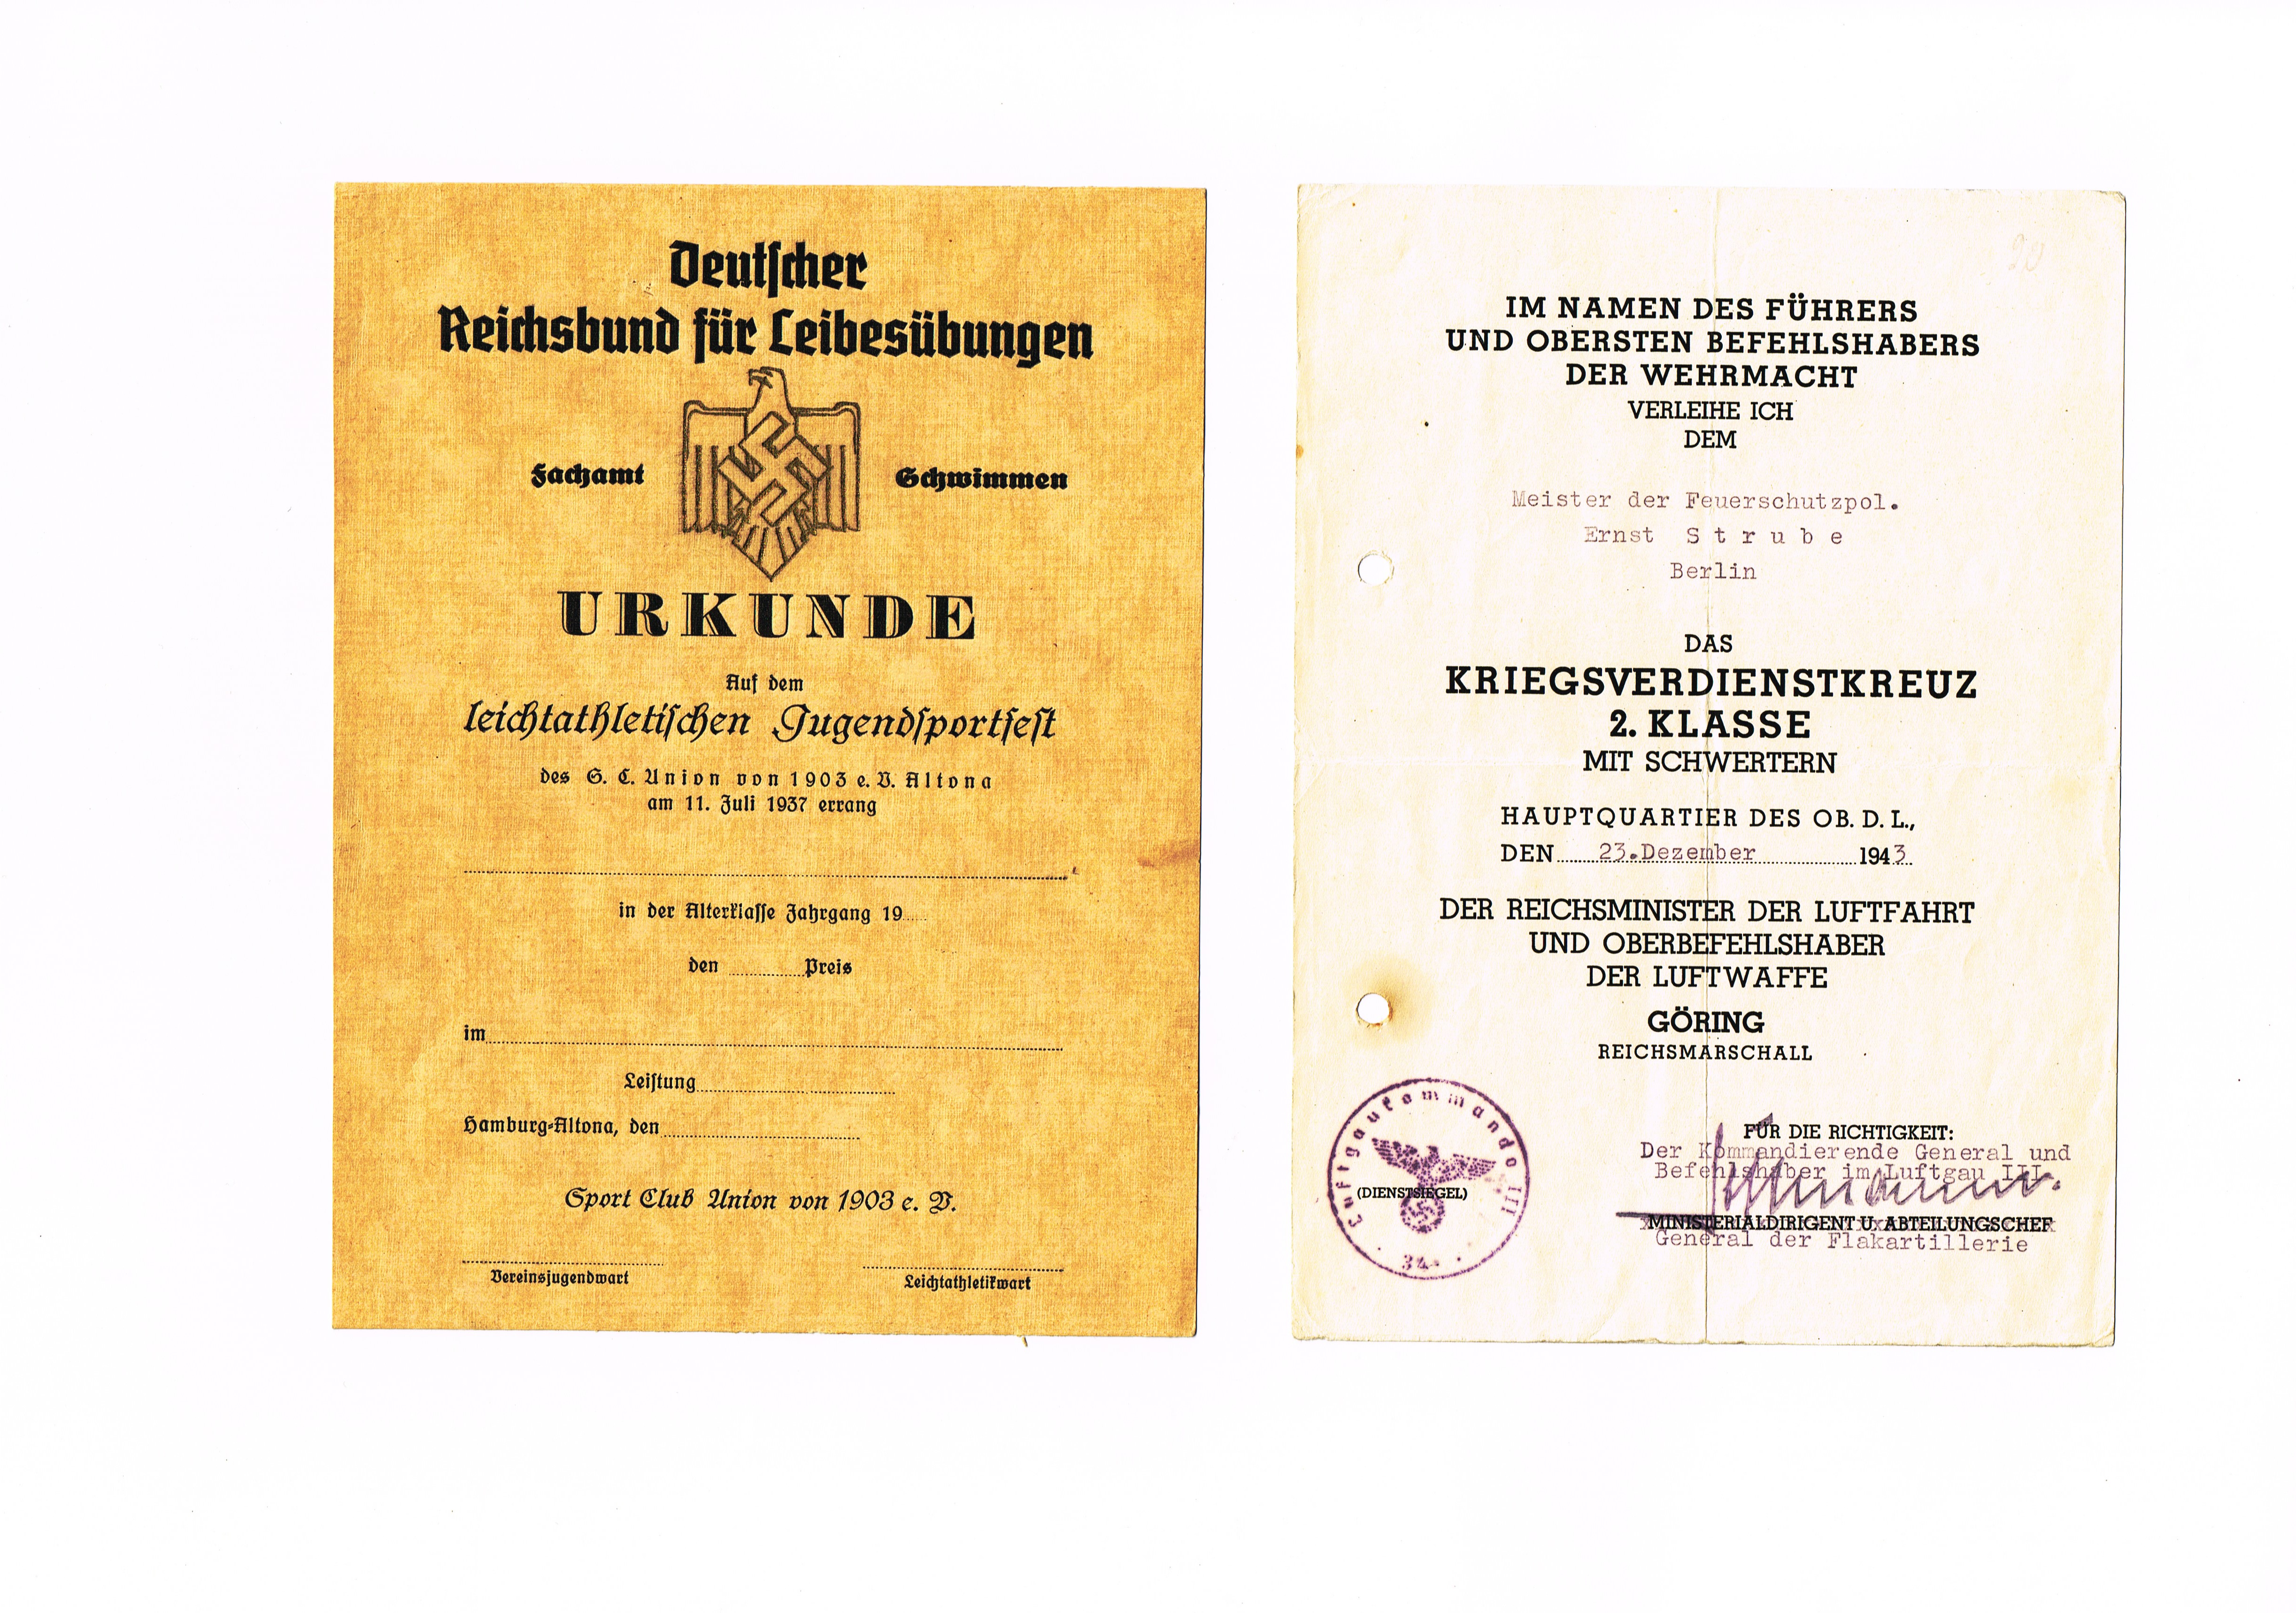 Deutſcher
Reichsbund für Leibesübungen
Fachamt Schwimmen
URKUNDE
Auf dem
leichtathletiſchen Jugendſportfeſt
des S. C. Union von 1903 e. V. Altona
am 11. Juli 1937 errang
in der Alterklaſſe Jahrgang 19
den Preis
im
Leiſtung
Hamburg-Altona, den
Sport Club Union von 1903 e. V.
Vereinsjugendwart Leichtathletikwart
90
IM NAMEN DES FÜHRERS
UND OBERSTEN BEFEHLSHABERS
DER WEHRMACHT
VERLEIHE ICH
DEM
Meister der Feuerschutzpol.
Ernst Strube
Berlin
DAS
KRIEGSVERDIENSTKREUZ
2. KLASSE
MIT SCHWERTERN
HAUPTQUARTIER DES OB. D. L.,
DEN 23.Dezember 1943
DER REICHSMINISTER DER LUFTFAHRT
UND OBERBEFEHLSHABER
DER LUFTWAFFE
GÖRING
REICHSMARSCHALL
FÜR DIE RICHTIGKEIT:
Der Kommandierende General und
Befehlshaber im Luftgau III
MINISTERIALDIRIGENT U. ABTEILUNGSCHEF
General der Flakartillerie
Luftgaukommando III
(DIENSTSIEGEL)
34